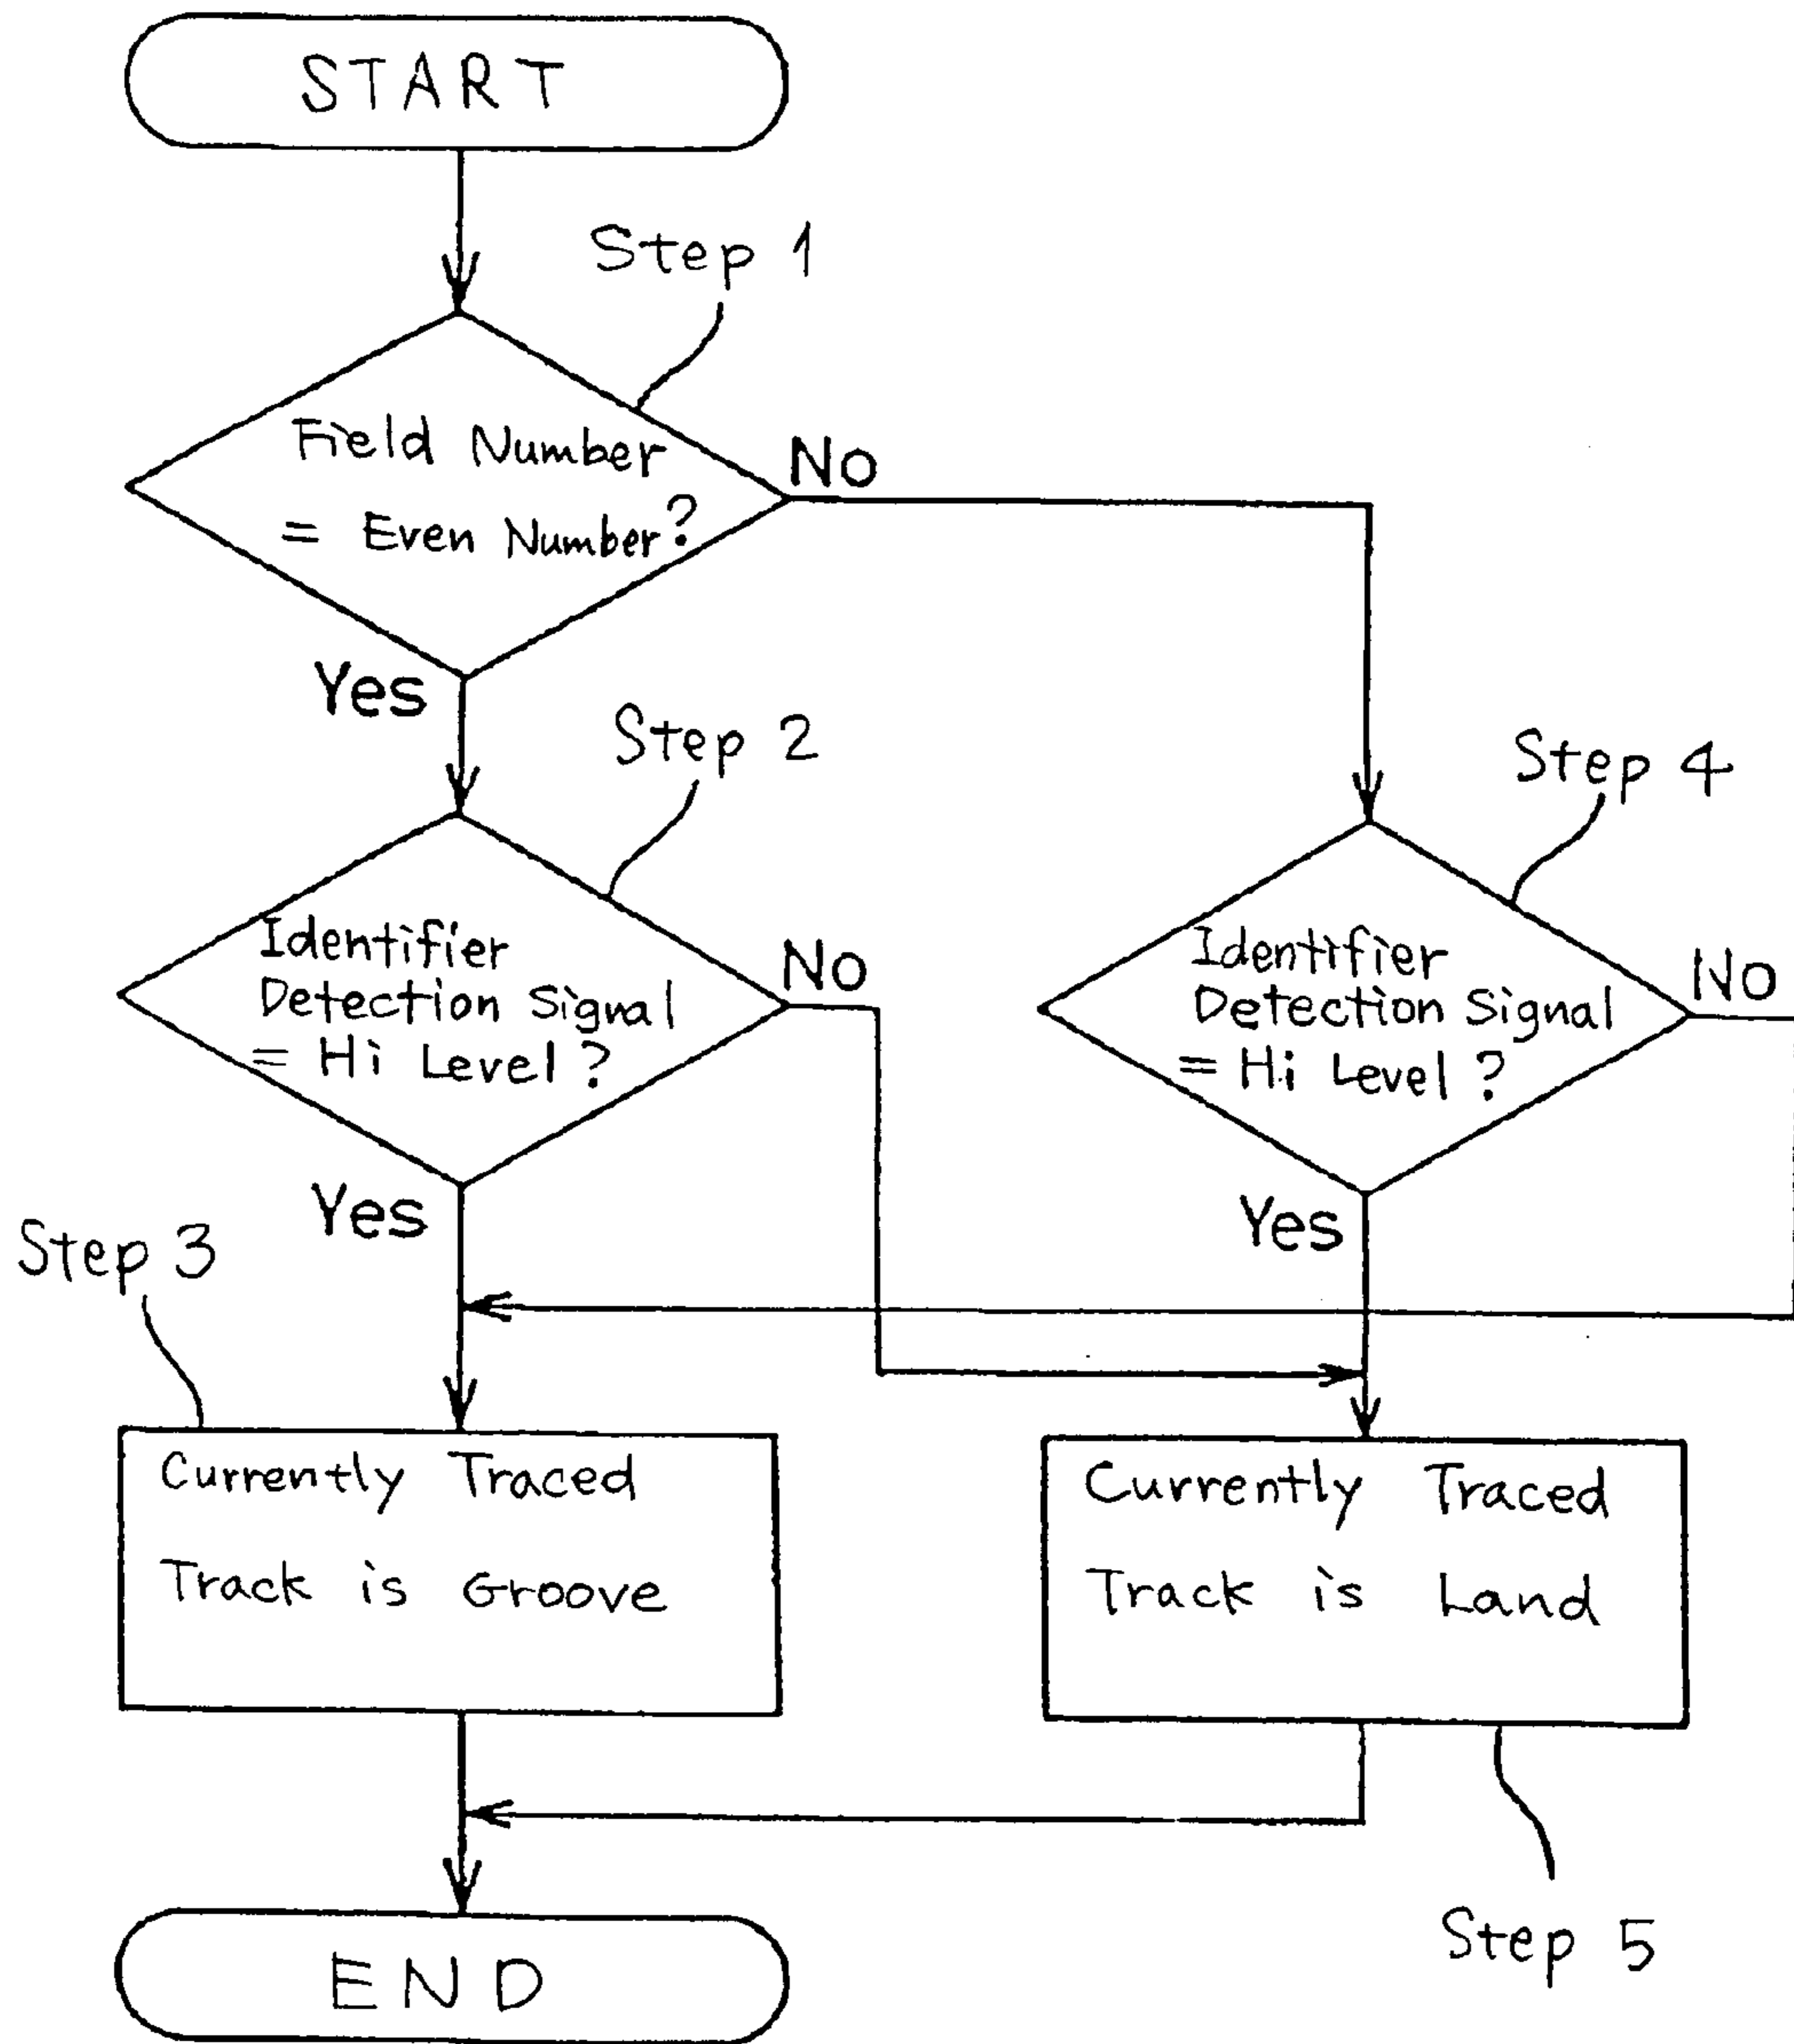 START
Step 1
Field Number
= Even Number?
No
Yes
Step 2
Identifier
Detection Signal
= Hi Level?
No
Yes
Step 4
Identifier
Detection Signal
= Hi Level?
No
Yes
Step 3
Currently Traced
Track is Groove
Currently Traced
Track is Land
Step 5
END